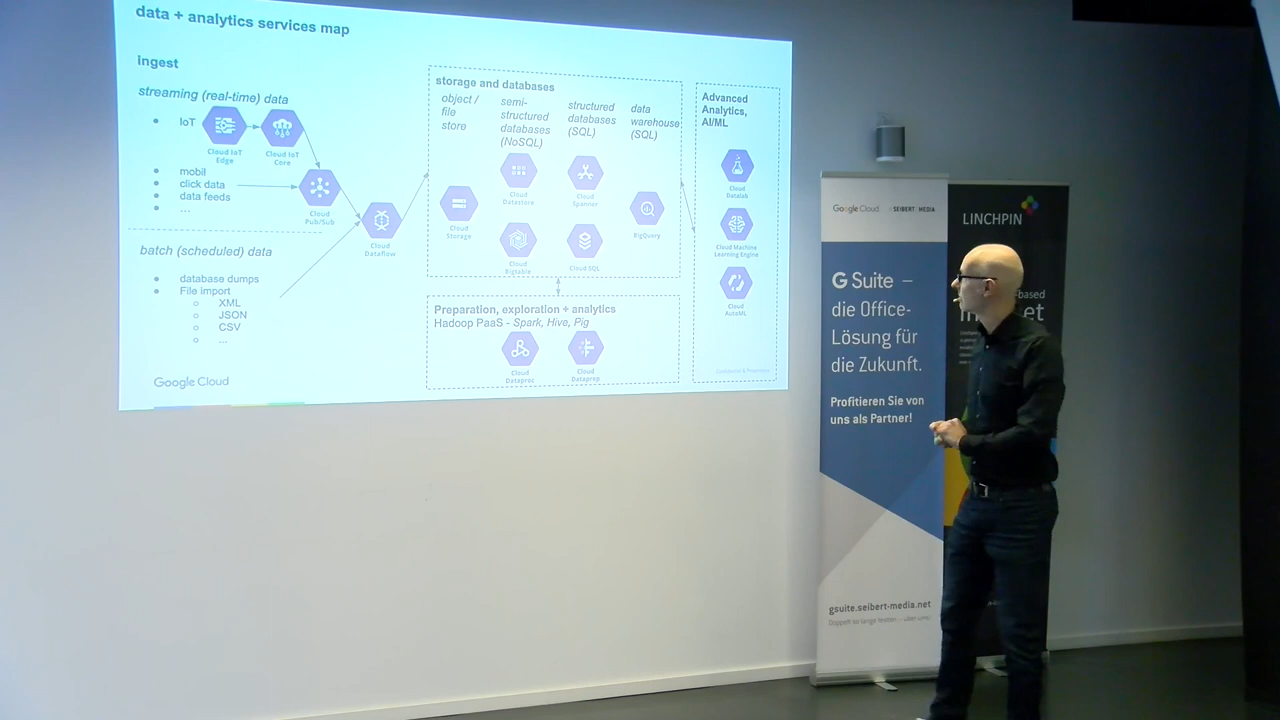 data + analytics services map
ingest
streaming (real-time) data
IoT
Cloud IoT
Edge
Cloud IoT
Core
mobil
click data
data feeds
...
Cloud
Pub/Sub
batch (scheduled) data
database dumps
File import
XML
JSON
CSV
...
Cloud
Dataflow
storage and databases
object /
file
store
semi-
structured
databases
(NoSQL)
structured
databases
(SQL)
data
warehouse
(SQL)
Cloud
Storage
Cloud
Datastore
Cloud
Bigtable
Cloud
Spanner
Cloud SQL
BigQuery
Preparation, exploration + analytics
Hadoop PaaS - Spark, Hive, Pig
Cloud
Dataproc
Cloud
Dataprep
Advanced
Analytics,
AI/ML
Cloud
Datalab
Cloud Machine
Learning Engine
Cloud
AutoML
Google Cloud
Confidential & Proprietary
Google Cloud
SEIBERT MEDIA
G Suite –
die Office-
Lösung für
die Zukunft.
Profitieren Sie von
uns als Partner!
gsuite.seibert-media.net
LINCHPIN